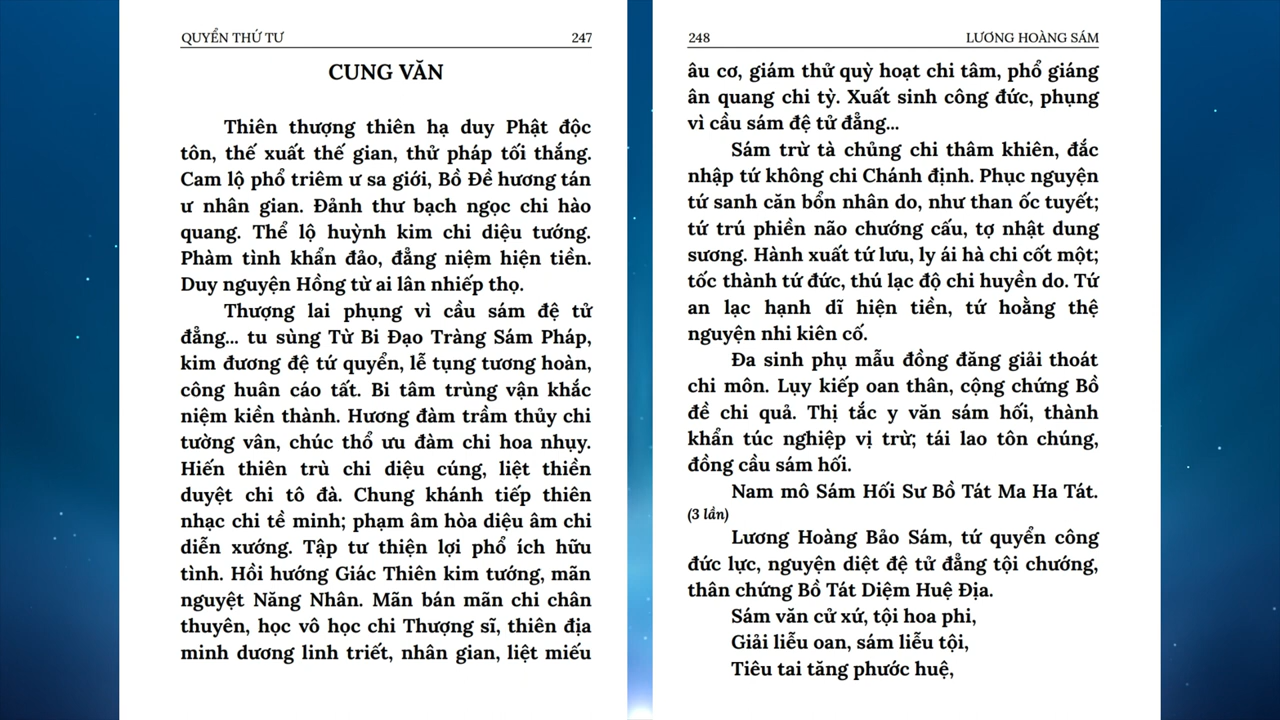 QUYỂN THỨ TƯ 247
CUNG VĂN
Thiên thượng thiên hạ duy Phật độc
tôn, thế xuất thế gian, thử pháp tối thắng.
Cam lộ phổ triêm ư sa giới, Bồ Đề hương tán
ư nhân gian. Đảnh thư bạch ngọc chi hào
quang. Thể lộ huỳnh kim chi diệu tướng.
Phàm tình khẩn đảo, đẳng niệm hiện tiền.
Duy nguyện Hồng từ ai lân nhiếp thọ.
Thượng lai phụng vì cầu sám đệ tử
đẳng... tu sùng Từ Bi Đạo Tràng Sám Pháp,
kim đương đệ tứ quyển, lễ tụng tương hoàn,
công huân cáo tất. Bi tâm trùng vận khắc
niệm kiền thành. Hương đàm trầm thủy chi
tường vân, chúc thổ ưu đàm chi hoa nhụy.
Hiến thiên trù chi diệu cúng, liệt thiền
duyệt chi tô đà. Chung khánh tiếp thiên
nhạc chi tề minh; phạm âm hòa diệu âm chi
diễn xướng. Tập tư thiện lợi phổ ích hữu
tình. Hồi hướng Giác Thiên kim tướng, mãn
nguyệt Năng Nhân. Mãn bán mãn chi chân
thuyên, học vô học chi Thượng sĩ, thiên địa
minh dương linh triết, nhân gian, liệt miếu
248 LƯƠNG HOÀNG SÁM
âu cơ, giám thử quỳ hoạt chi tâm, phổ giáng
ân quang chi tỳ. Xuất sinh công đức, phụng
vì cầu sám đệ tử đẳng...
Sám trừ tà chủng chi thâm khiên, đắc
nhập tứ không chi Chánh định. Phục nguyện
tứ sanh căn bổn nhân do, như than ốc tuyết;
tứ trú phiền não chướng cấu, tợ nhật dung
sương. Hành xuất tứ lưu, ly ái hà chi cốt một;
tốc thành tứ đức, thú lạc độ chi huyền do. Tứ
an lạc hạnh dĩ hiện tiền, tứ hoằng thệ
nguyện nhi kiên cố.
Đa sinh phụ mẫu đồng đăng giải thoát
chi môn. Lụy kiếp oan thân, cộng chứng Bồ
đề chi quả. Thị tắc y văn sám hối, thành
khẩn túc nghiệp vị trừ; tái lao tôn chúng,
đồng cầu sám hối.
Nam mô Sám Hối Sư Bồ Tát Ma Ha Tát.
(3 lần)
Lương Hoàng Bảo Sám, tứ quyển công
đức lực, nguyện diệt đệ tử đẳng tội chướng,
thân chứng Bồ Tát Diệm Huệ Địa.
Sám văn cử xứ, tội hoa phi,
Giải liễu oan, sám liễu tội,
Tiêu tai tăng phước huệ,